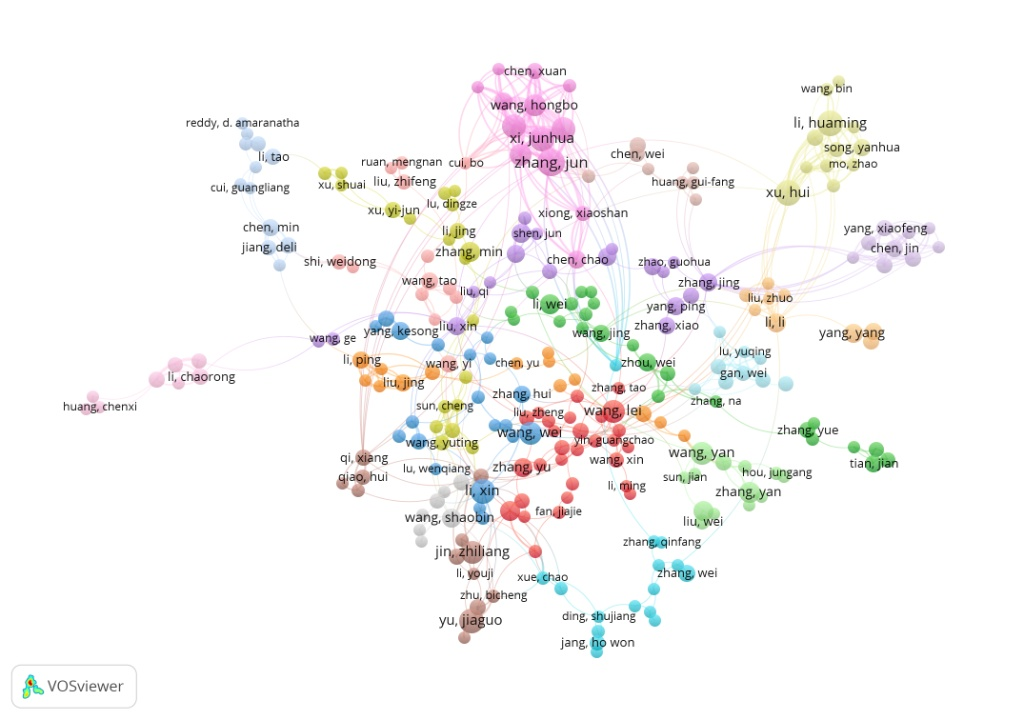 chen, xuan
wang, bin
wang, hongbo
reddy, d. amaranatha
li, huaming
xi, junhua
song, yanhua
li, tao
ruan, mengnan
cui, bo
zhang, jun
chen, wei
mo, zhao
xu, shuai
liu, zhifeng
huang, gui-fang
cui, guangliang
xu, hui
lu, dingze
xu, yi-jun
xiong, xiaoshan
chen, min
li, jing
shen, jun
yang, xiaofeng
jiang, deli
zhang, min
chen, jin
shi, weidong
chen, chao
zhao, guohua
wang, tao
liu, qi
zhang, jing
li, wei
liu, zhuo
yang, ping
yang, kesong
liu, xin
zhang, xiao
li, li
wang, ge
wang, jing
yang, yang
li, ping
wang, yi
chen, yu
zhou, wei
lu, yuqing
gan, wei
li, chaorong
liu, jing
zhang, hui
zhang, tao
huang, chenxi
sun, cheng
liu, zheng
wang, lei
zhang, na
wang, yuting
wang, wei
yin, guangchao
zhang, yue
qi, xiang
lu, wenqiang
zhang, yu
wang, xin
wang, yan
tian, jian
qiao, hui
li, xin
li, ming
sun, jian
hou, jungang
zhang, yan
wang, shaobin
fan, jiajie
liu, wei
jin, zhiliang
zhang, qinfang
li, youji
xue, chao
zhang, wei
zhu, bicheng
yu, jiaguo
ding, shujiang
jang, ho won
VOSviewer